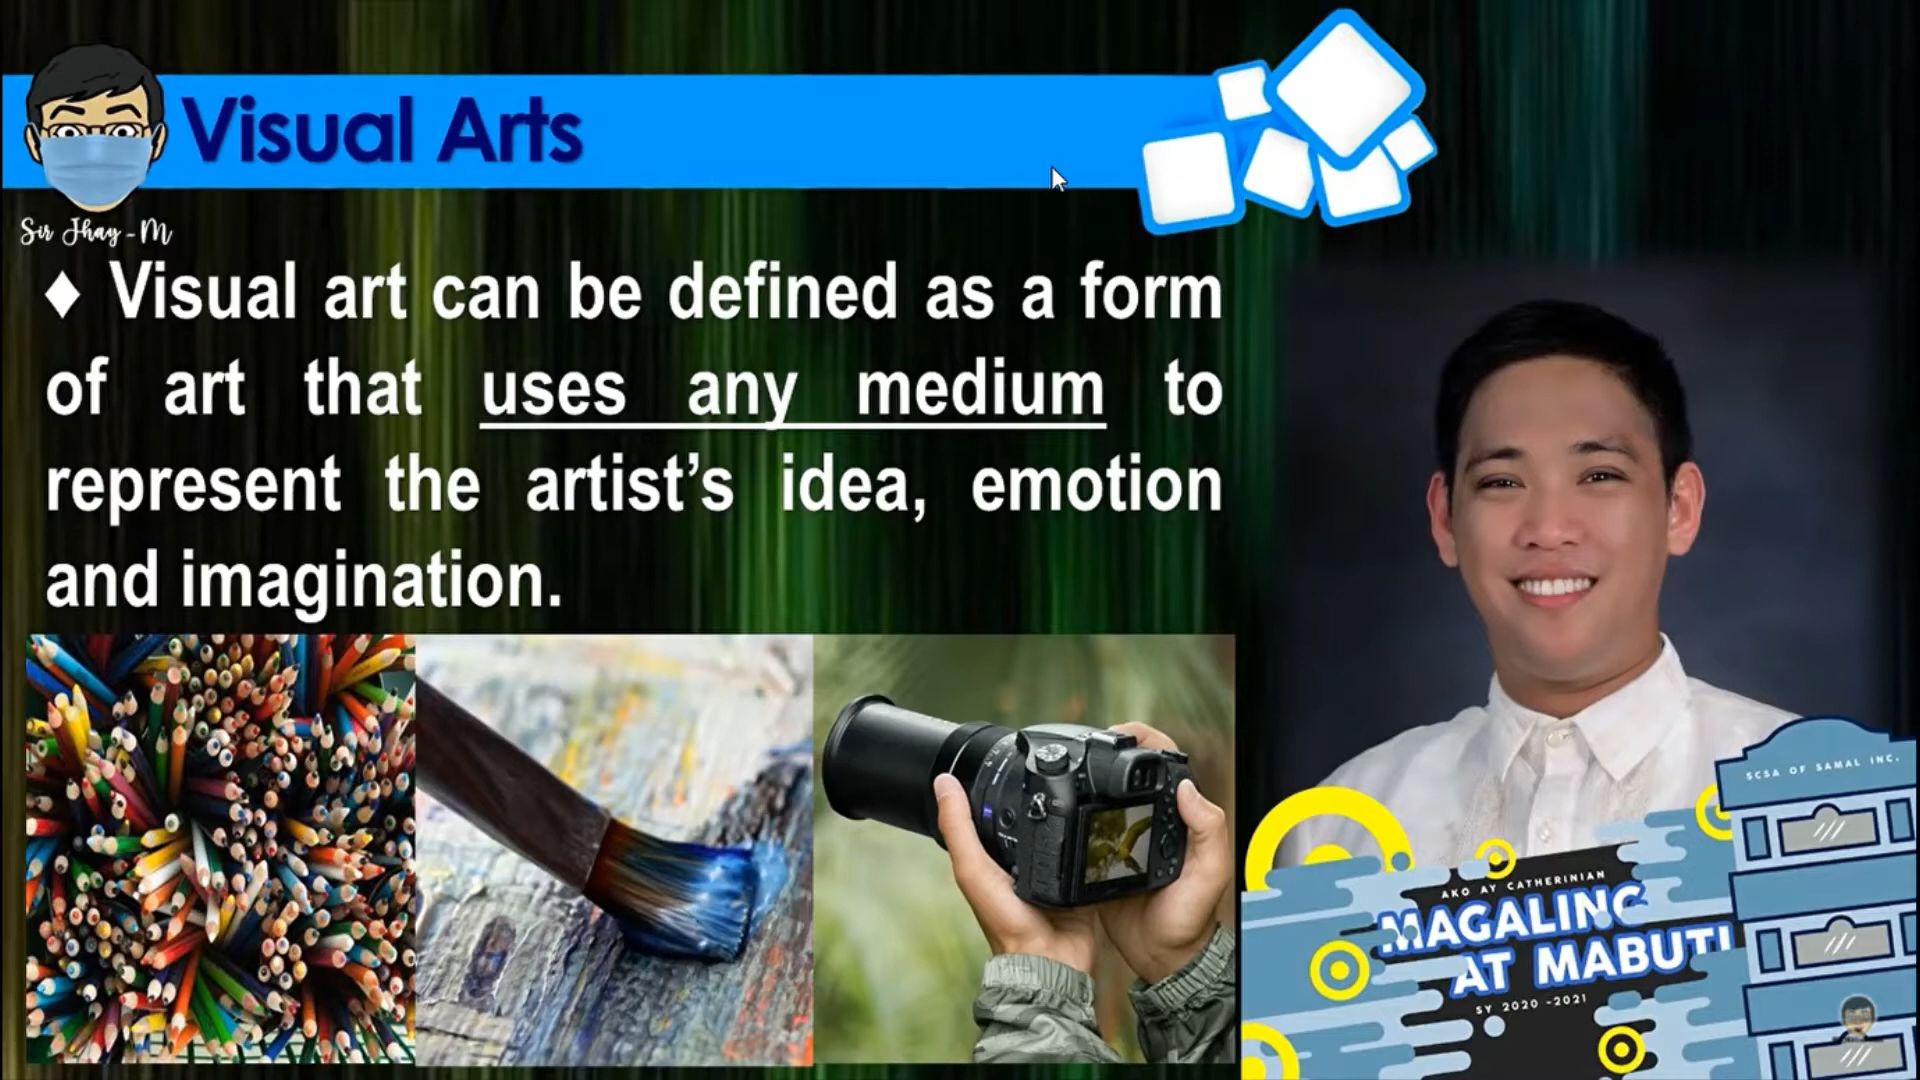 Visual Arts
Sir Jhay-M
♦ Visual art can be defined as a form
of art that uses any medium to
represent the artist’s idea, emotion
and imagination.
SCSA OF SAMAL INC.
AKO AY CATHERINIAN
MAGALING
AT MABUTI
SY 2020-2021